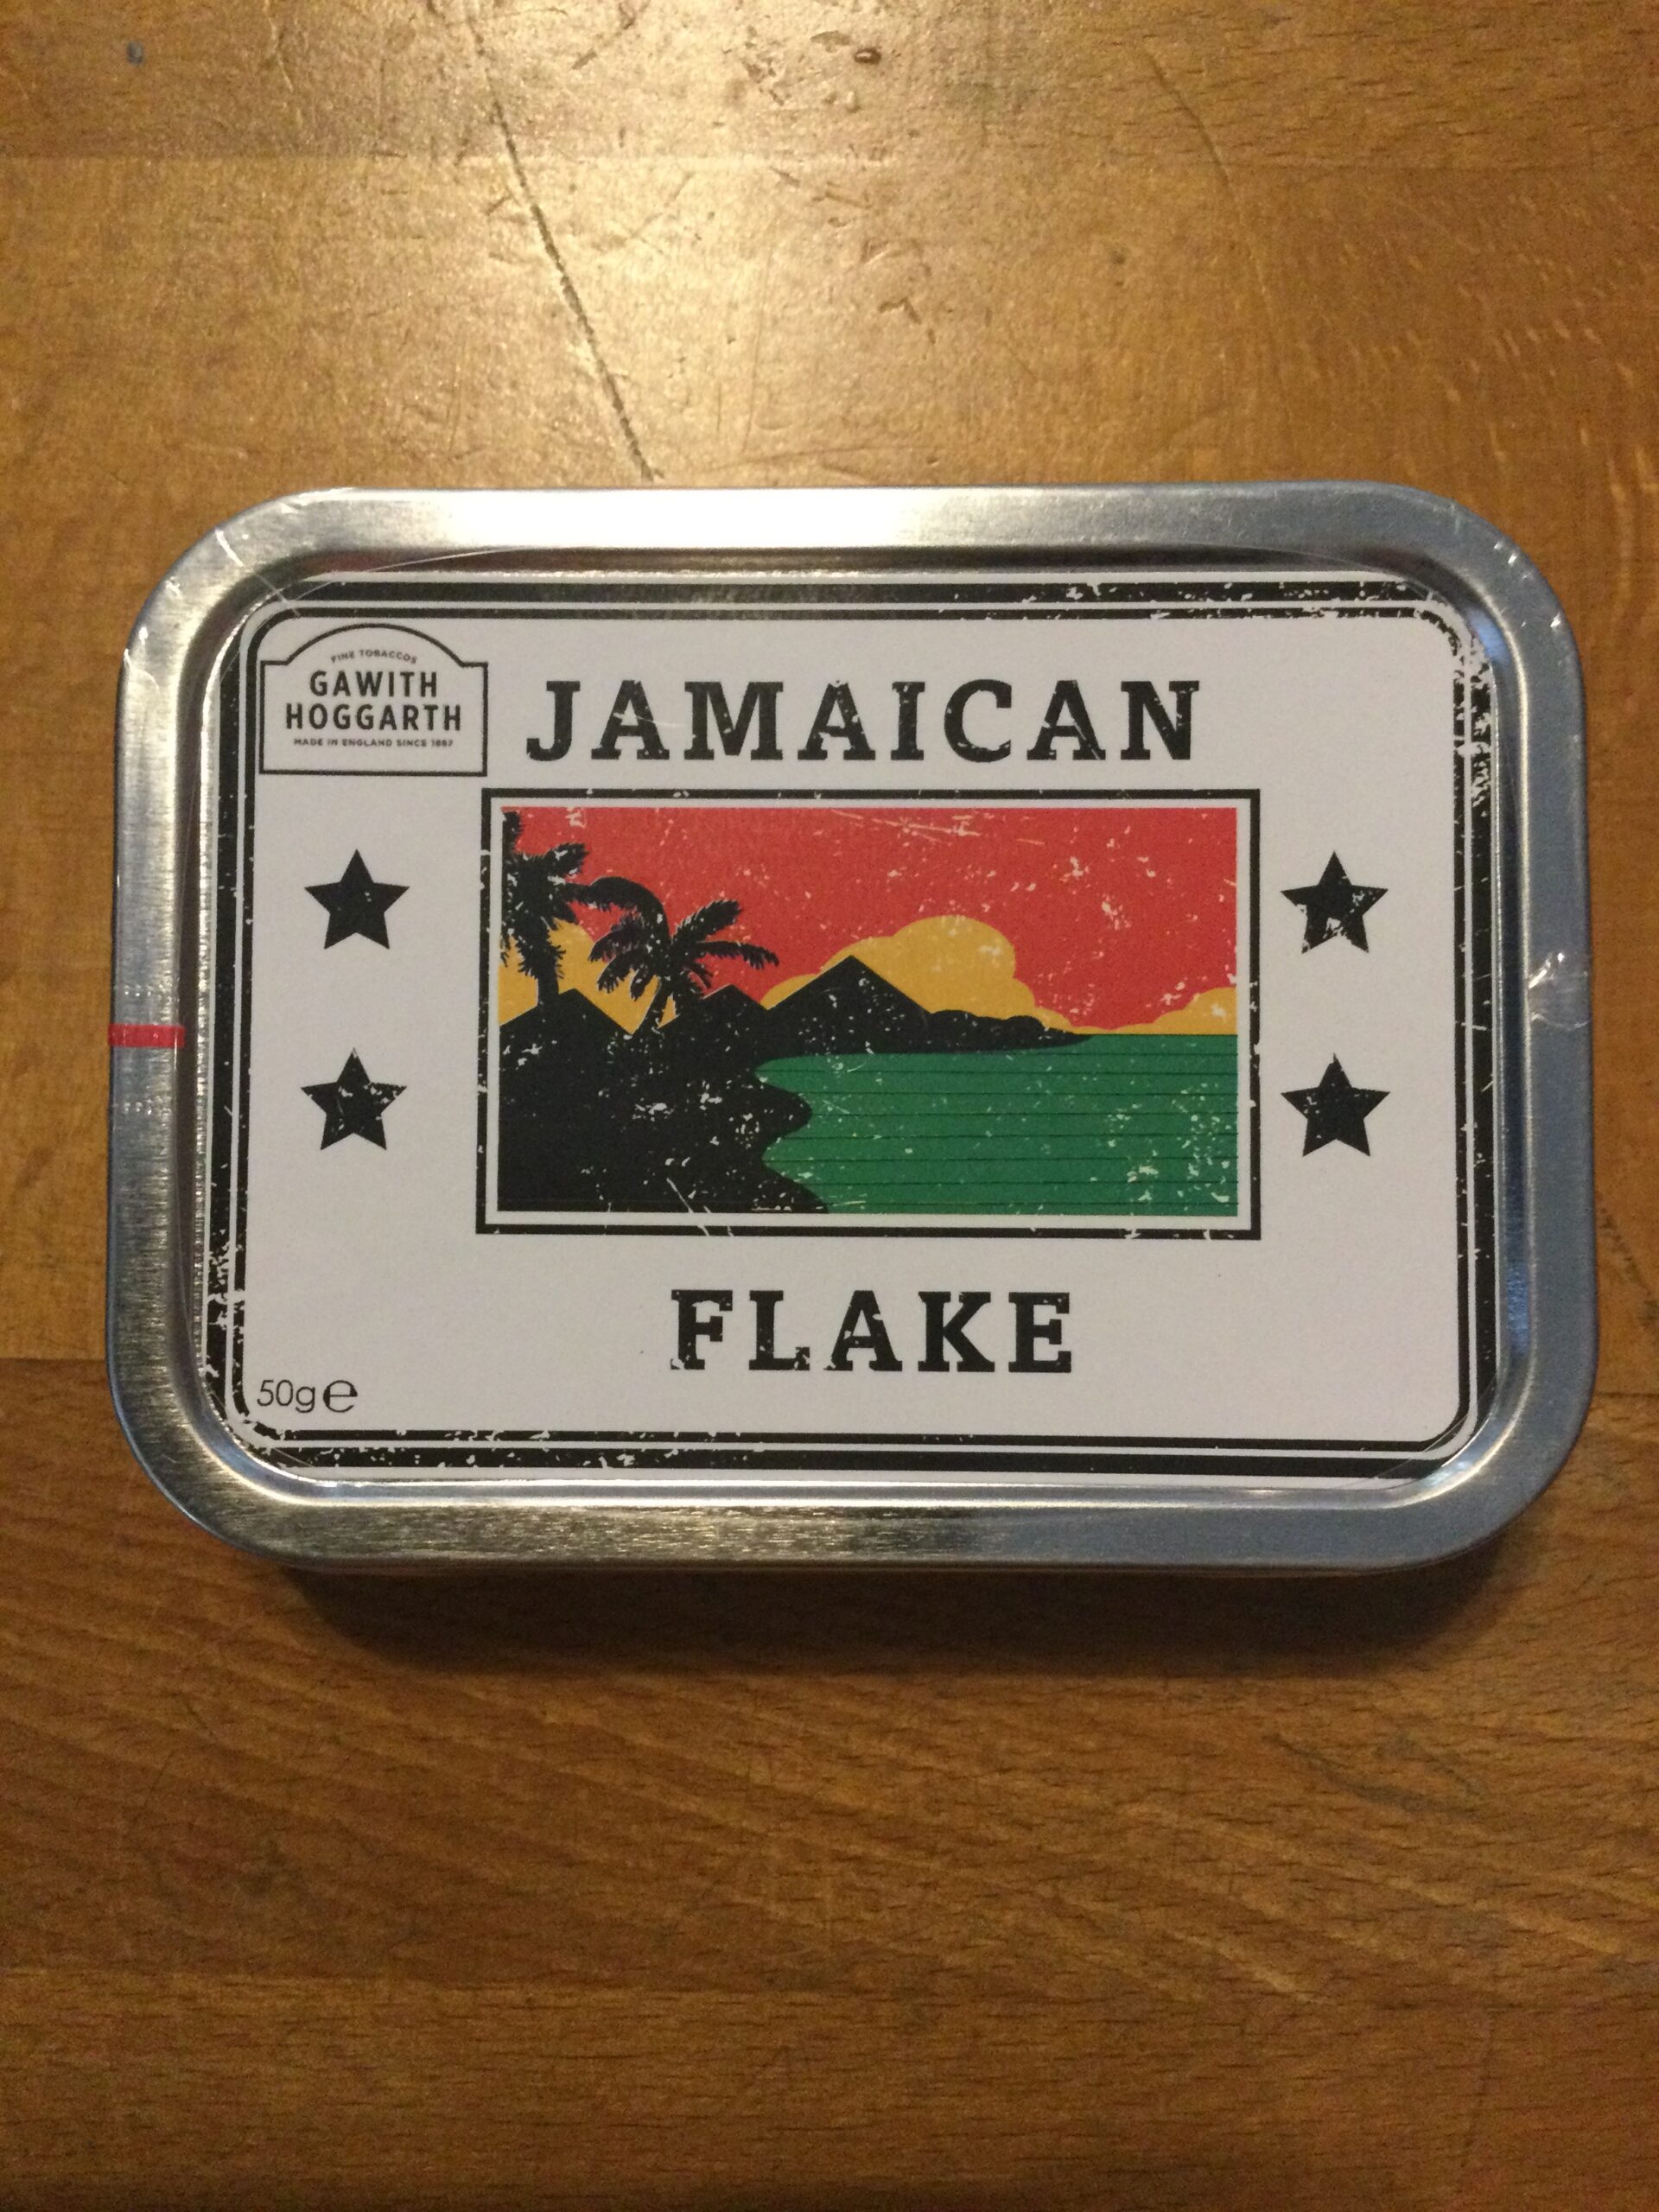 FINE TOBACCOS
GAWITH
HOGGARTH
MADE IN ENGLAND SINCE 1887
JAMAICAN
FLAKE
50g℮